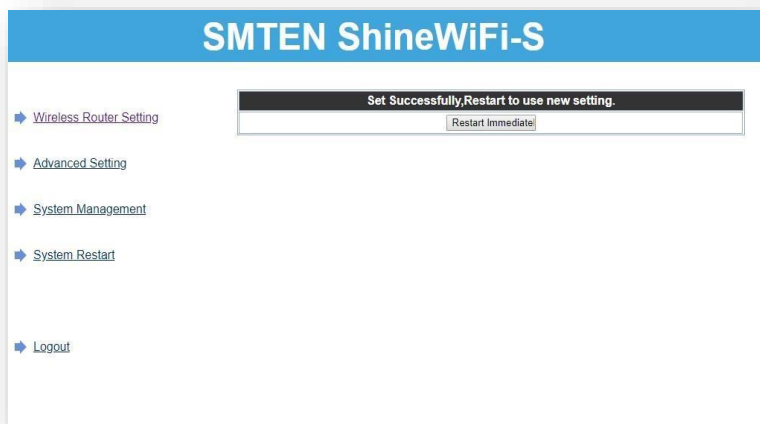 SMTEN ShineWiFi-S
Set Successfully,Restart to use new setting.
Restart Immediatel
Wireless Router Setting
Advanced Setting
System Management
System Restart
Logout